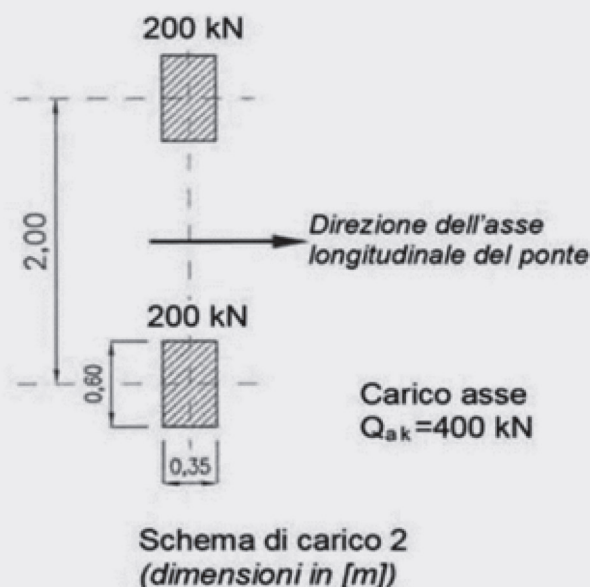 200 kN
2,00
Direzione dell'asse
longitudinale del ponte
200 kN
0,60
Carico asse
Qak=400 kN
0,35
Schema di carico 2
(dimensioni in [m])